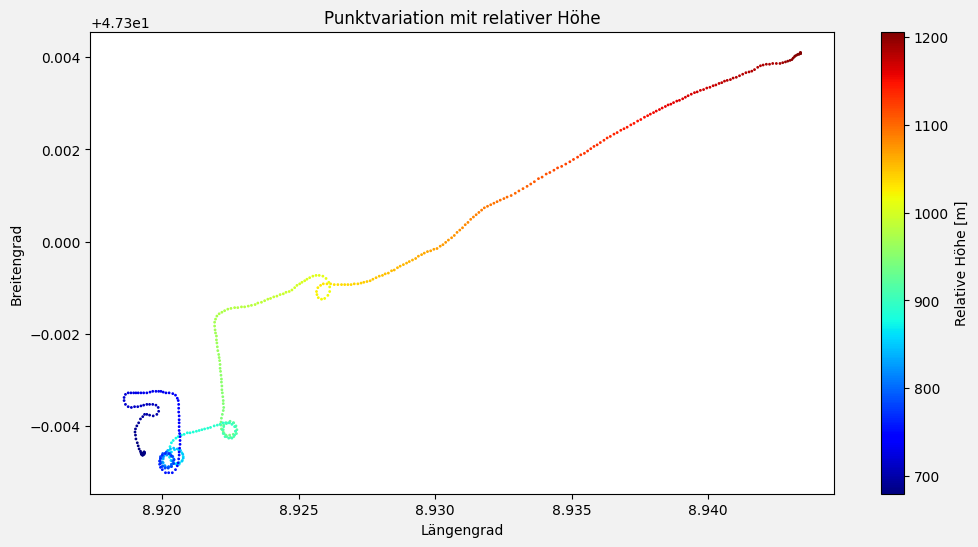 Punktvariation mit relativer Höhe
+4.73e1
0.004
0.002
0.000
−0.002
−0.004
Breitengrad
8.920 8.925 8.930 8.935 8.940
Längengrad
1200
1100
1000
900
800
700
Relative Höhe [m]